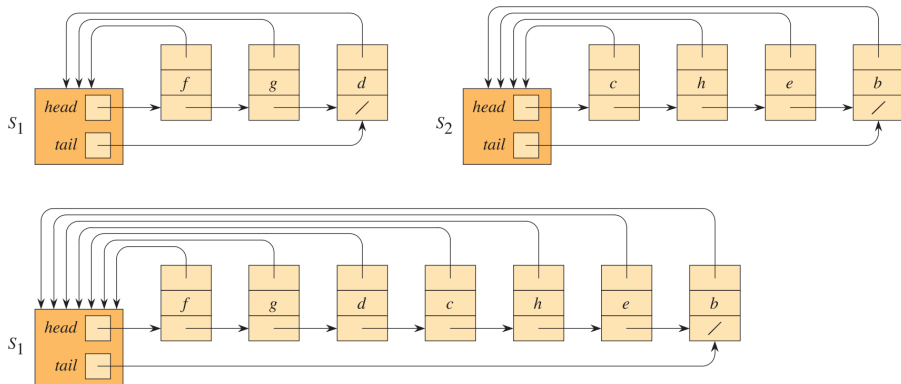 f g d
head
S1
tail
c h e b
head
S2
tail
f g d c h e b
head
S1
tail